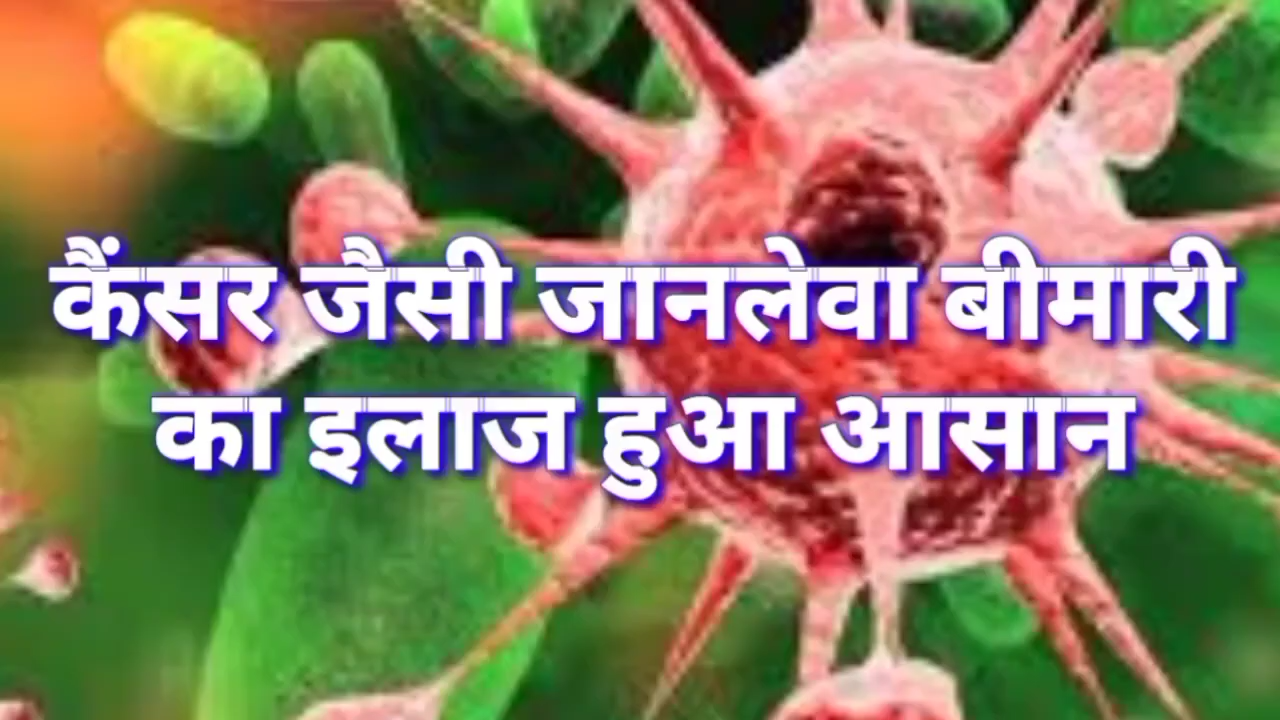 कैंसर जैसी जानलेवा बीमारी
का इलाज हुआ आसान